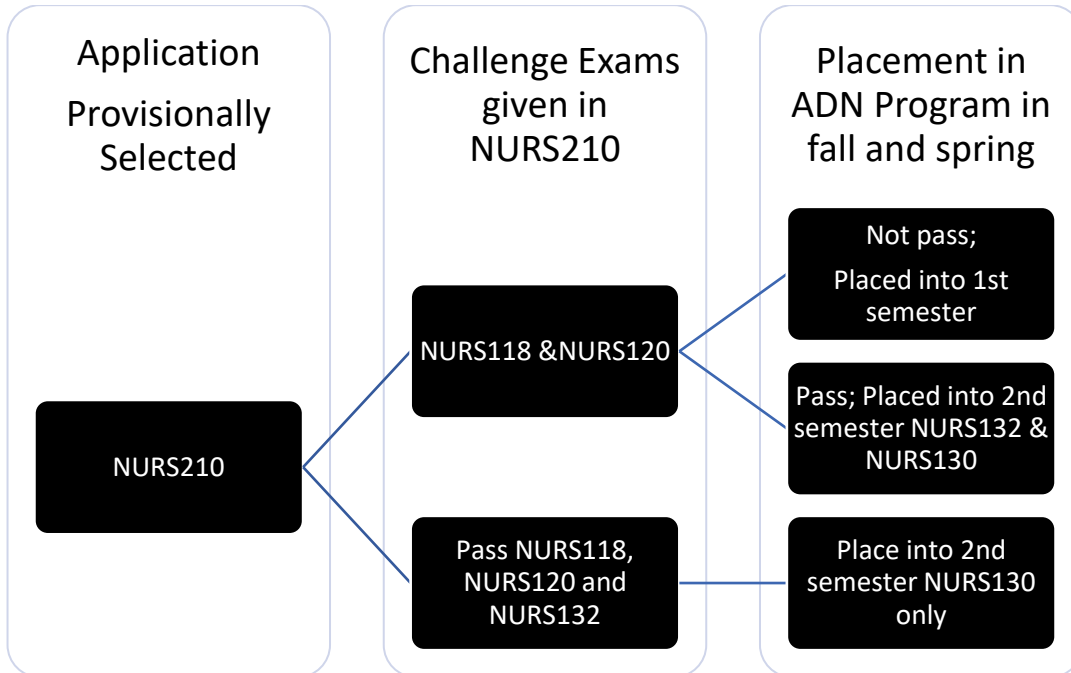 Application
Provisionally
Selected
NURS210
Challenge Exams
given in
NURS210
NURS118 &NURS120
Pass NURS118,
NURS120 and
NURS132
Placement in
ADN Program in
fall and spring
Not pass;
Placed into 1st
semester
Pass; Placed into 2nd
semester NURS132 &
NURS130
Place into 2nd
semester NURS130
only